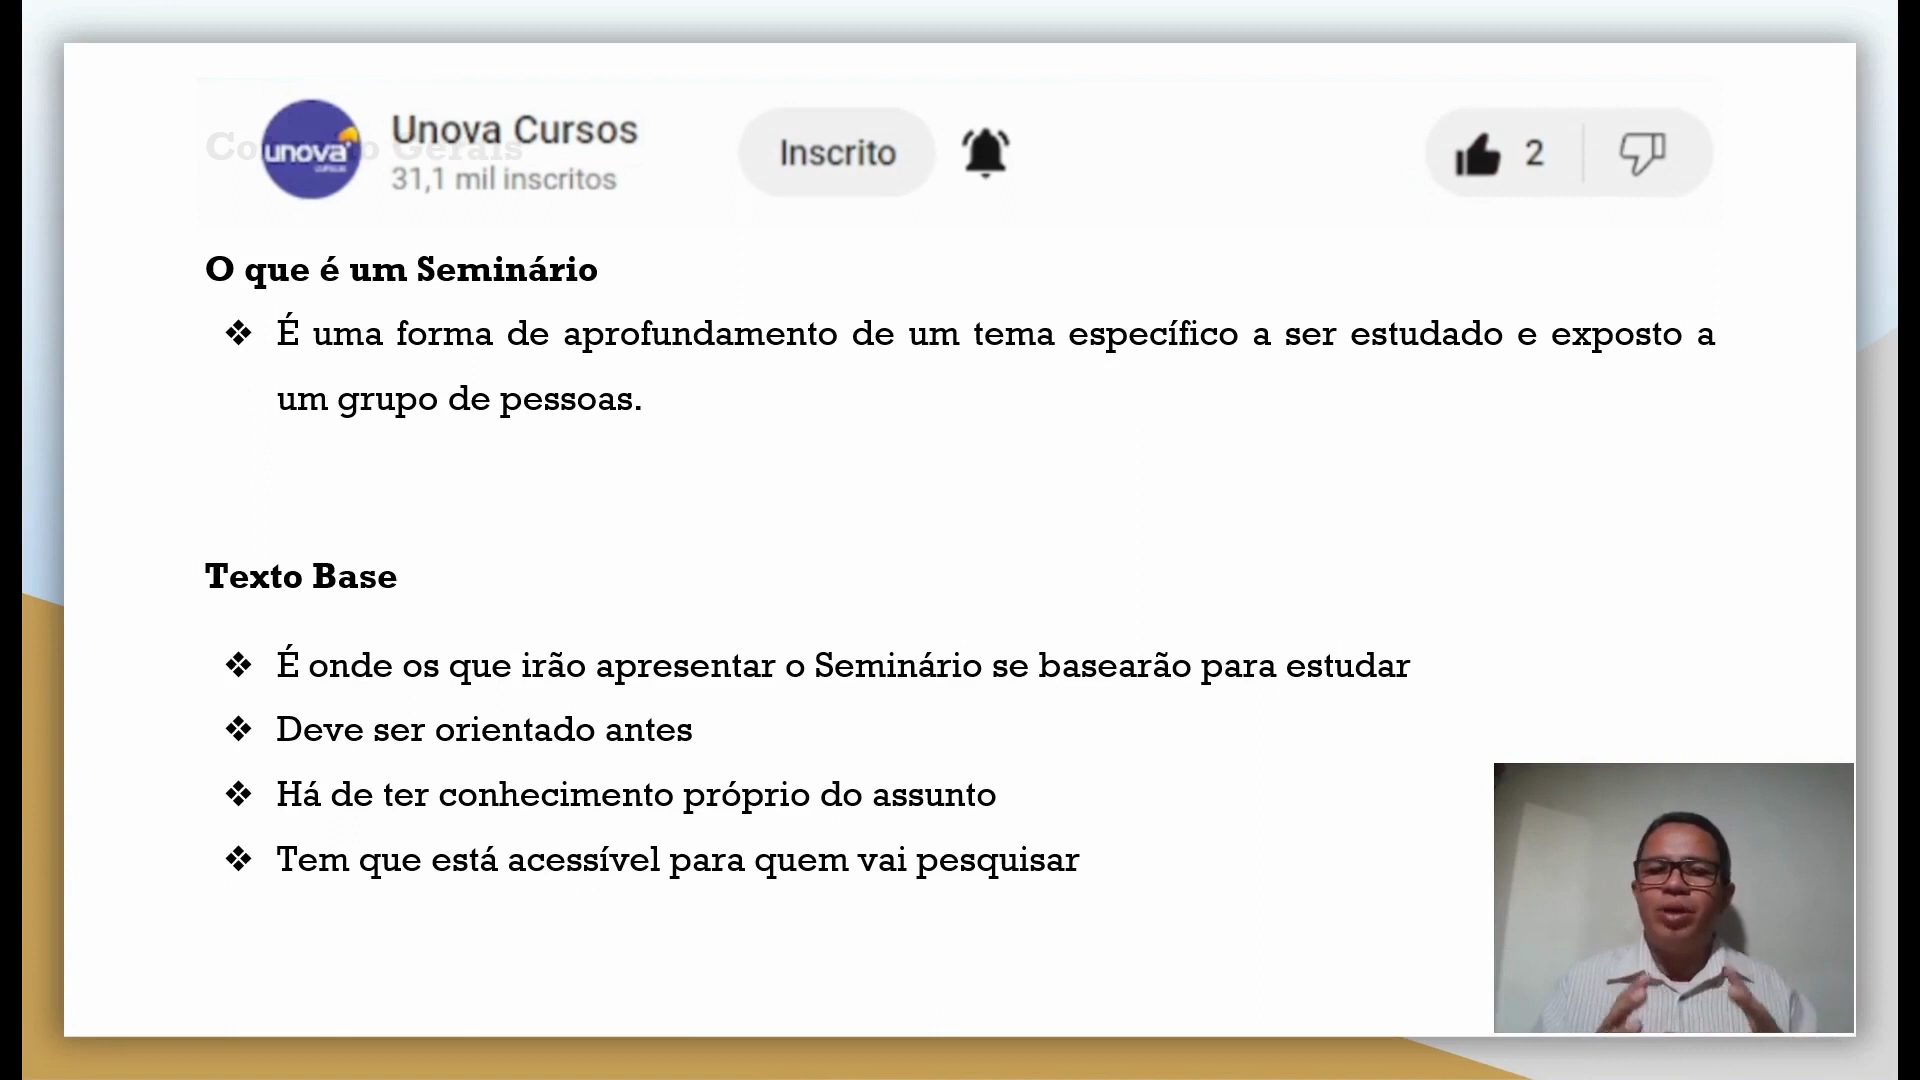 Unova Cursos
31,1 mil inscritos
unova
CURSOS
Inscrito
2
Gerais
O que é um Seminário
❖ É uma forma de aprofundamento de um tema específico a ser estudado e exposto a
um grupo de pessoas.
Texto Base
❖ É onde os que irão apresentar o Seminário se basearão para estudar
❖ Deve ser orientado antes
❖ Há de ter conhecimento próprio do assunto
❖ Tem que está acessível para quem vai pesquisar